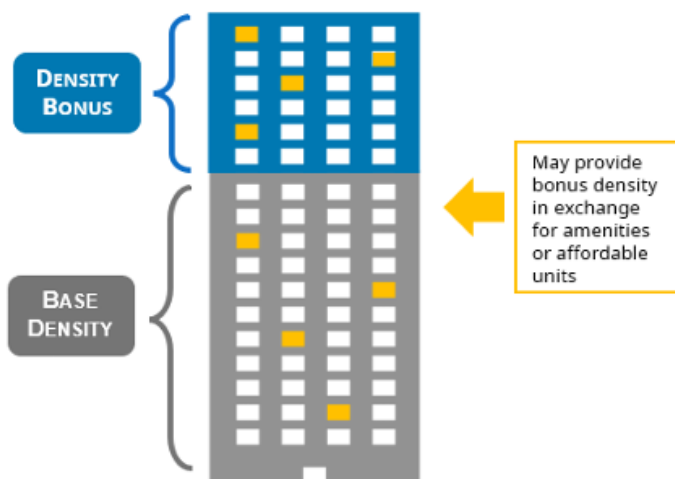 DENSITY
BONUS
May provide
bonus density
in exchange
for amenities
or affordable
units
BASE
DENSITY